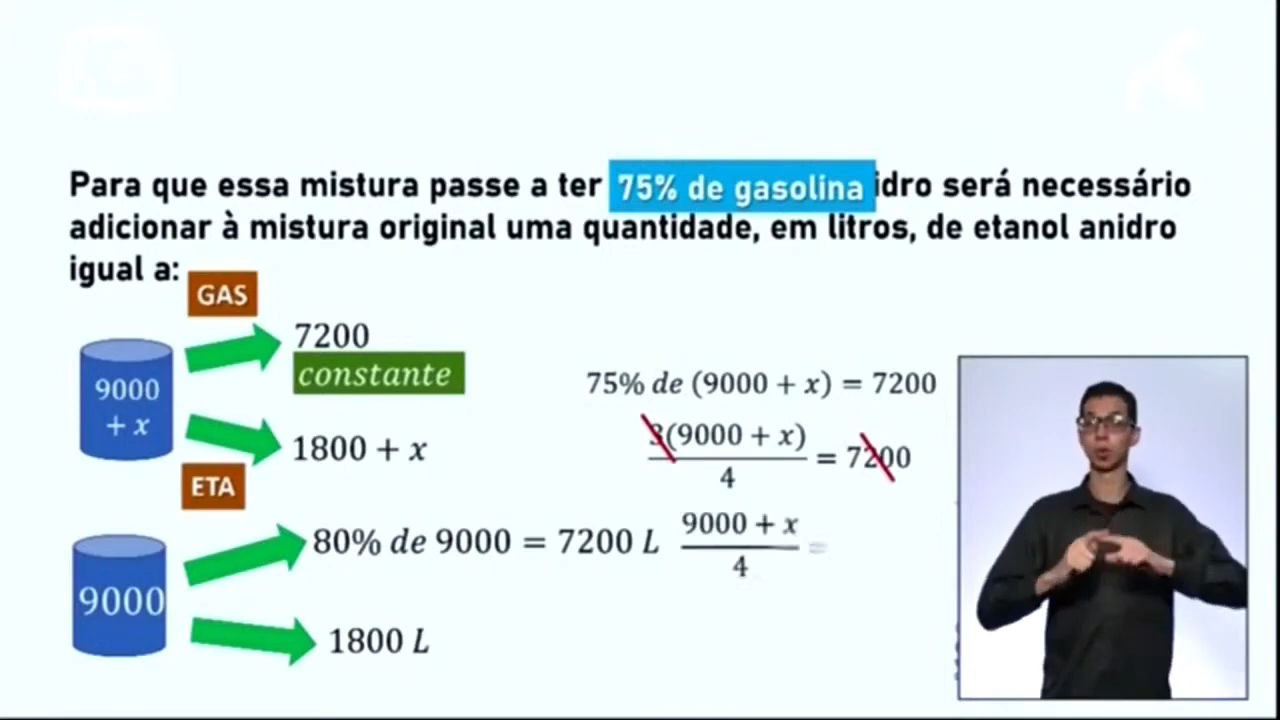 Para que essa mistura passe a ter 75% de gasolina idro será necessário
adicionar à mistura original uma quantidade, em litros, de etanol anidro
igual a:
GAS
7200
constante
9000
+ x
1800 + x
ETA
75% de (9000 + x) = 7200
3(9000 + x)
4
= 7200
80% de 9000 = 7200 L
9000 + x
4
=
9000
1800 L